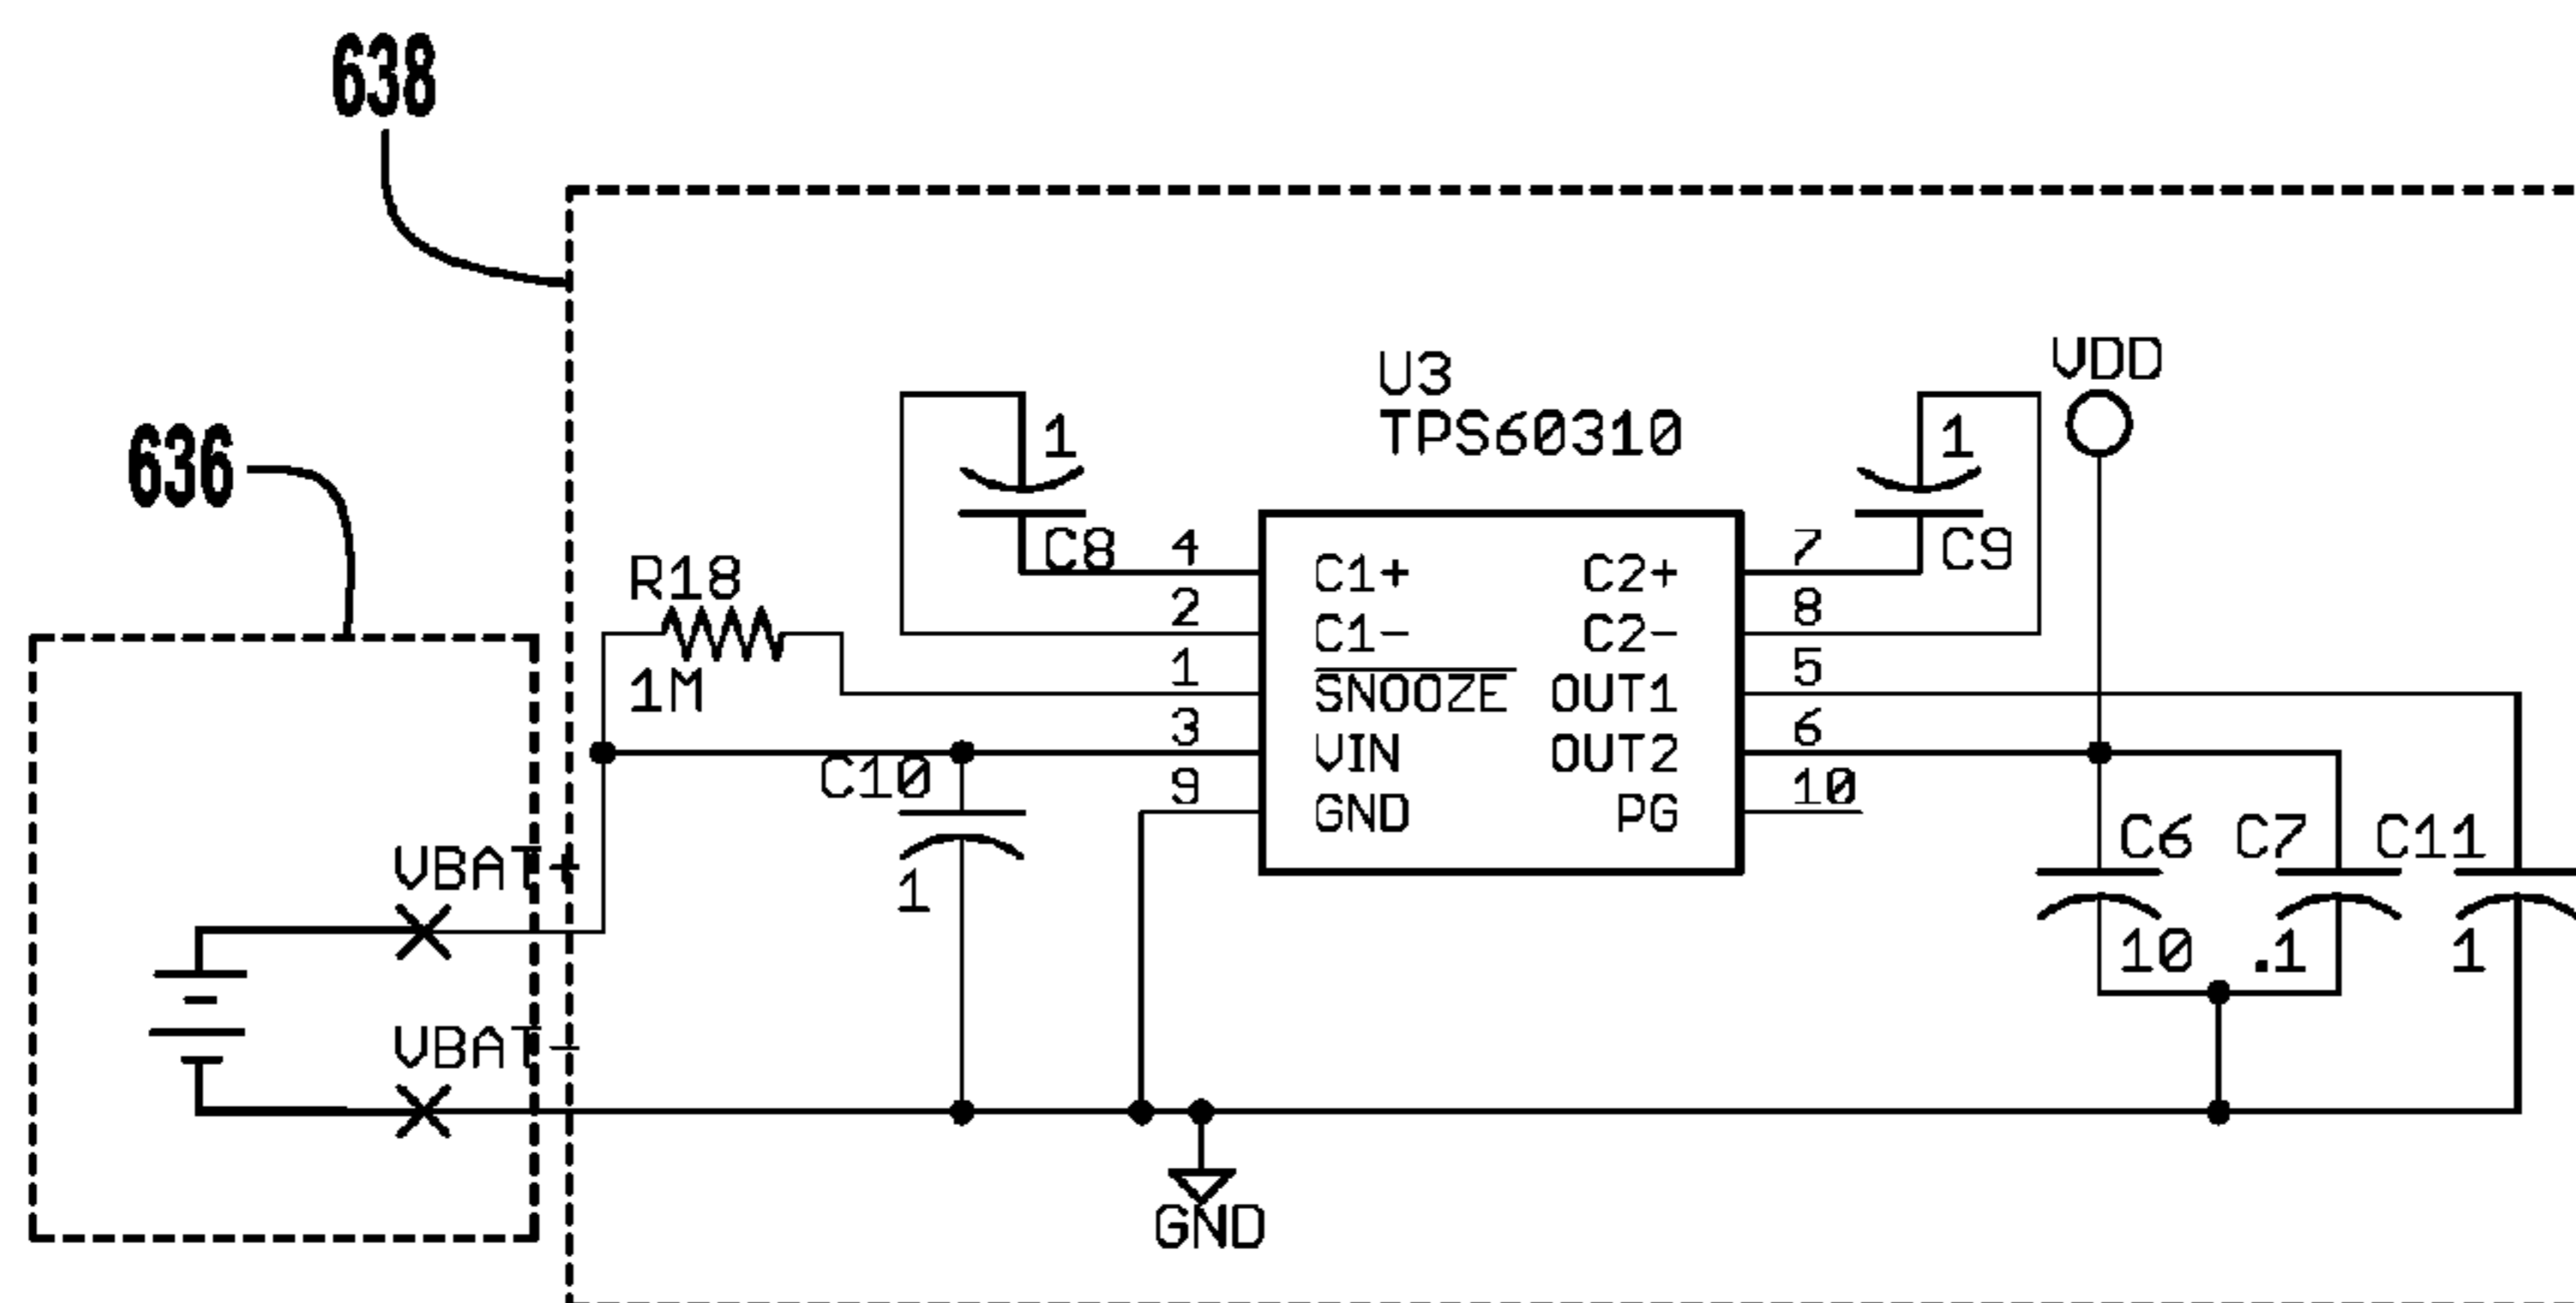 638
636
U3
TPS60310
VDD
1
C8
1
C9
R18
1M
4
2
1
3
9
C1+
C1-
SNOOZE
VIN
GND
C2+
C2-
OUT1
OUT2
PG
7
8
5
6
10
C10
1
VBAT+
VBAT-
C6
10
C7
.1
C11
1
GND